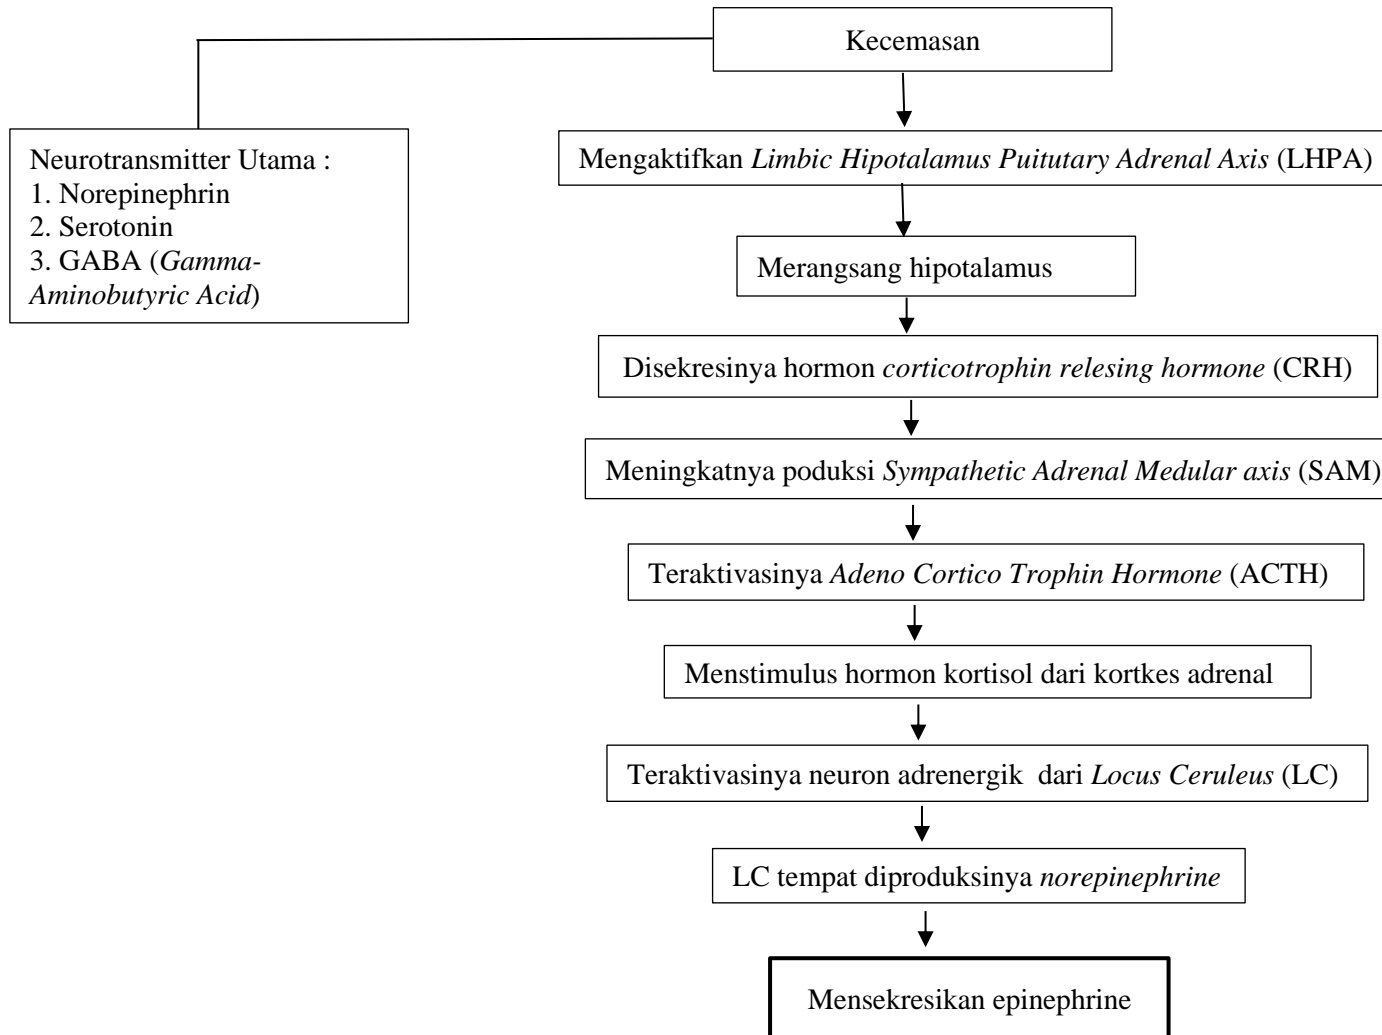 Kecemasan
Neurotransmitter Utama :
1. Norepinephrin
2. Serotonin
3. GABA (Gamma-
Aminobutyric Acid)
Mengaktifkan Limbic Hipotalamus Puitutary Adrenal Axis (LHPA)
Merangsang hipotalamus
Disekresinya hormon corticotrophin relesing hormone (CRH)
Meningkatnya poduksi Sympathetic Adrenal Medular axis (SAM)
Teraktivasinya Adeno Cortico Trophin Hormone (ACTH)
Menstimulus hormon kortisol dari kortkes adrenal
Teraktivasinya neuron adrenergik dari Locus Ceruleus (LC)
LC tempat diproduksinya norepinephrine
Mensekresikan epinephrine